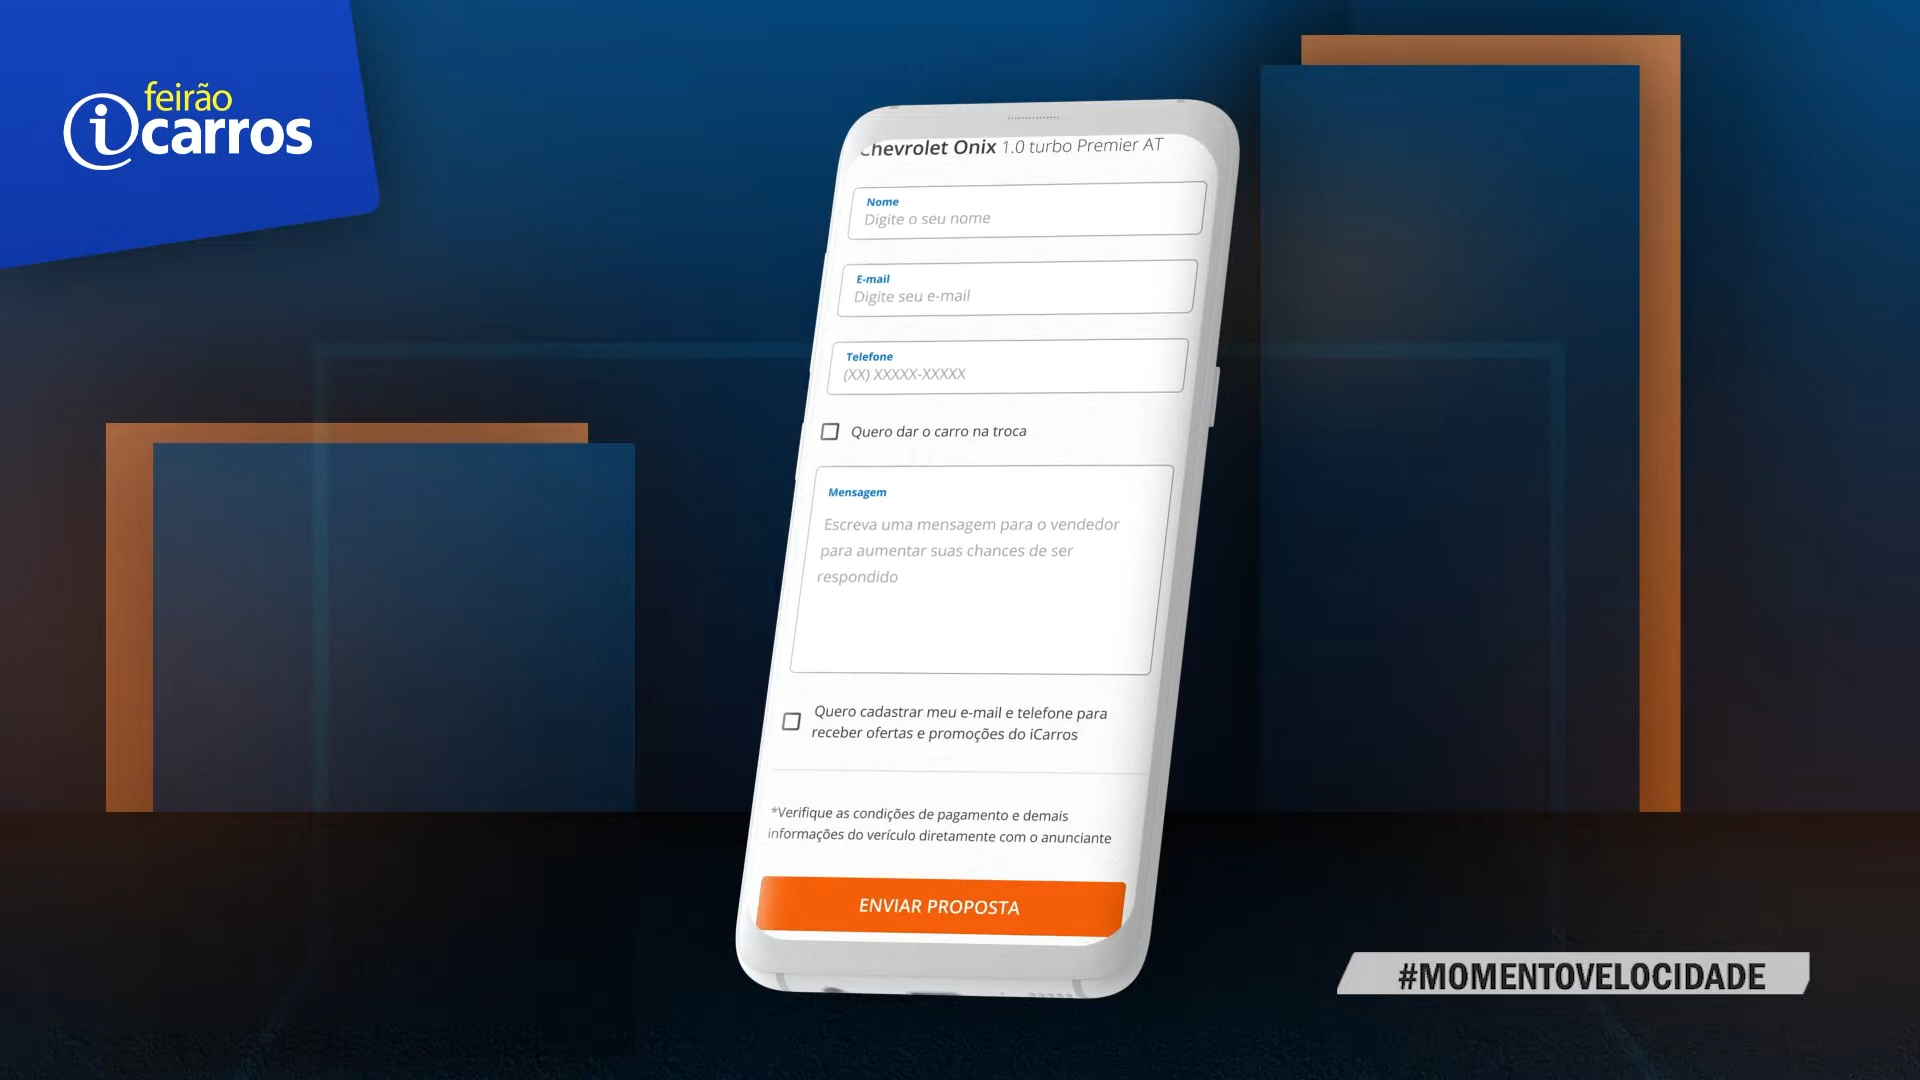 feirão
icarros
Chevrolet Onix 1.0 turbo Premier AT
Nome
Digite o seu nome
E-mail
Digite seu e-mail
Telefone
(XX) XXXXX-XXXXX
Quero dar o carro na troca
Mensagem
Escreva uma mensagem para o vendedor
para aumentar suas chances de ser
respondido
Quero cadastrar meu e-mail e telefone para
receber ofertas e promoções do iCarros
*Verifique as condições de pagamento e demais
informações do verículo diretamente com o anunciante
ENVIAR PROPOSTA
#MOMENTOVELOCIDADE